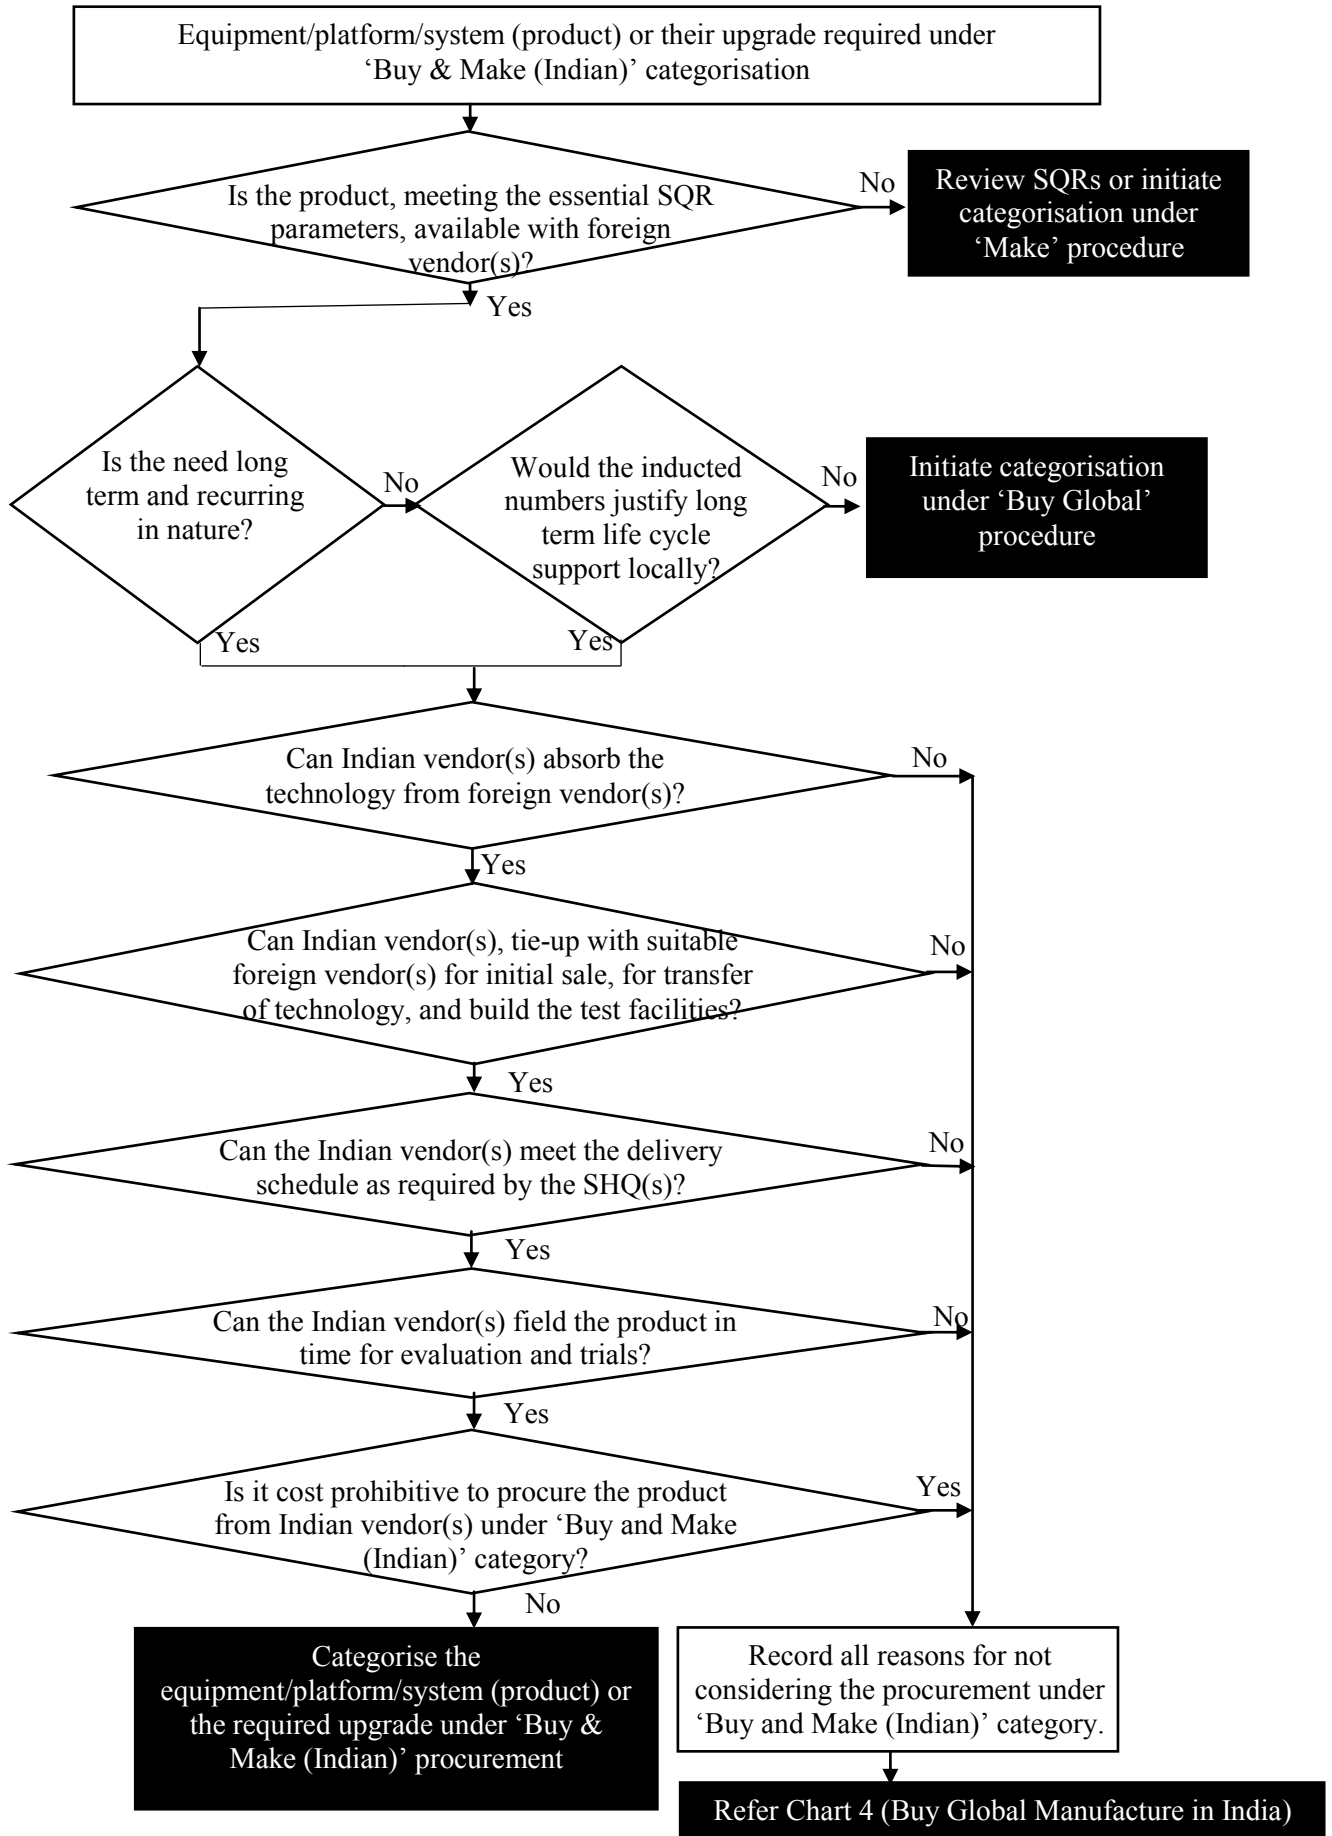 Equipment/platform/system (product) or their upgrade required under
‘Buy & Make (Indian)’ categorisation
Is the product, meeting the essential SQR
parameters, available with foreign
vendor(s)?
No
Review SQRs or initiate
categorisation under
‘Make’ procedure
Yes
Is the need long
term and recurring
in nature?
No
Would the inducted
numbers justify long
term life cycle
support locally?
No
Initiate categorisation
under ‘Buy Global’
procedure
Yes
Yes
Can Indian vendor(s) absorb the
technology from foreign vendor(s)?
No
Yes
Can Indian vendor(s), tie-up with suitable
foreign vendor(s) for initial sale, for transfer
of technology, and build the test facilities?
No
Yes
Can the Indian vendor(s) meet the delivery
schedule as required by the SHQ(s)?
No
Yes
Can the Indian vendor(s) field the product in
time for evaluation and trials?
No
Yes
Is it cost prohibitive to procure the product
from Indian vendor(s) under ‘Buy and Make
(Indian)’ category?
Yes
No
Categorise the
equipment/platform/system (product) or
the required upgrade under ‘Buy &
Make (Indian)’ procurement
Record all reasons for not
considering the procurement under
‘Buy and Make (Indian)’ category.
Refer Chart 4 (Buy Global Manufacture in India)